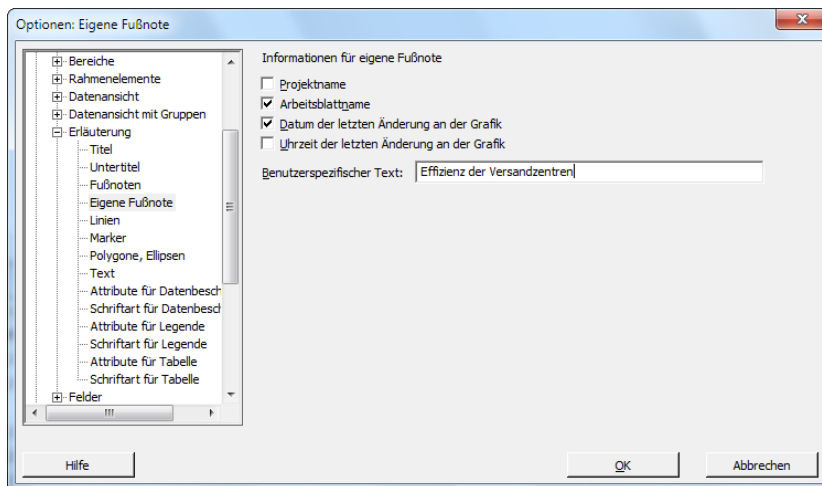 Optionen: Eigene Fußnote
Bereiche
Rahmenelemente
Datenansicht
Datenansicht mit Gruppen
Erläuterung
Titel
Untertitel
Fußnoten
Eigene Fußnote
Linien
Marker
Polygone, Ellipsen
Text
Attribute für Datenbesch
Schriftart für Datenbesch
Attribute für Legende
Schriftart für Legende
Attribute für Tabelle
Schriftart für Tabelle
Felder
Informationen für eigene Fußnote
Projektname
Arbeitsblattname
Datum der letzten Änderung an der Grafik
Uhrzeit der letzten Änderung an der Grafik
Benutzerspezifischer Text: Effizienz der Versandzentren
Hilfe OK Abbrechen